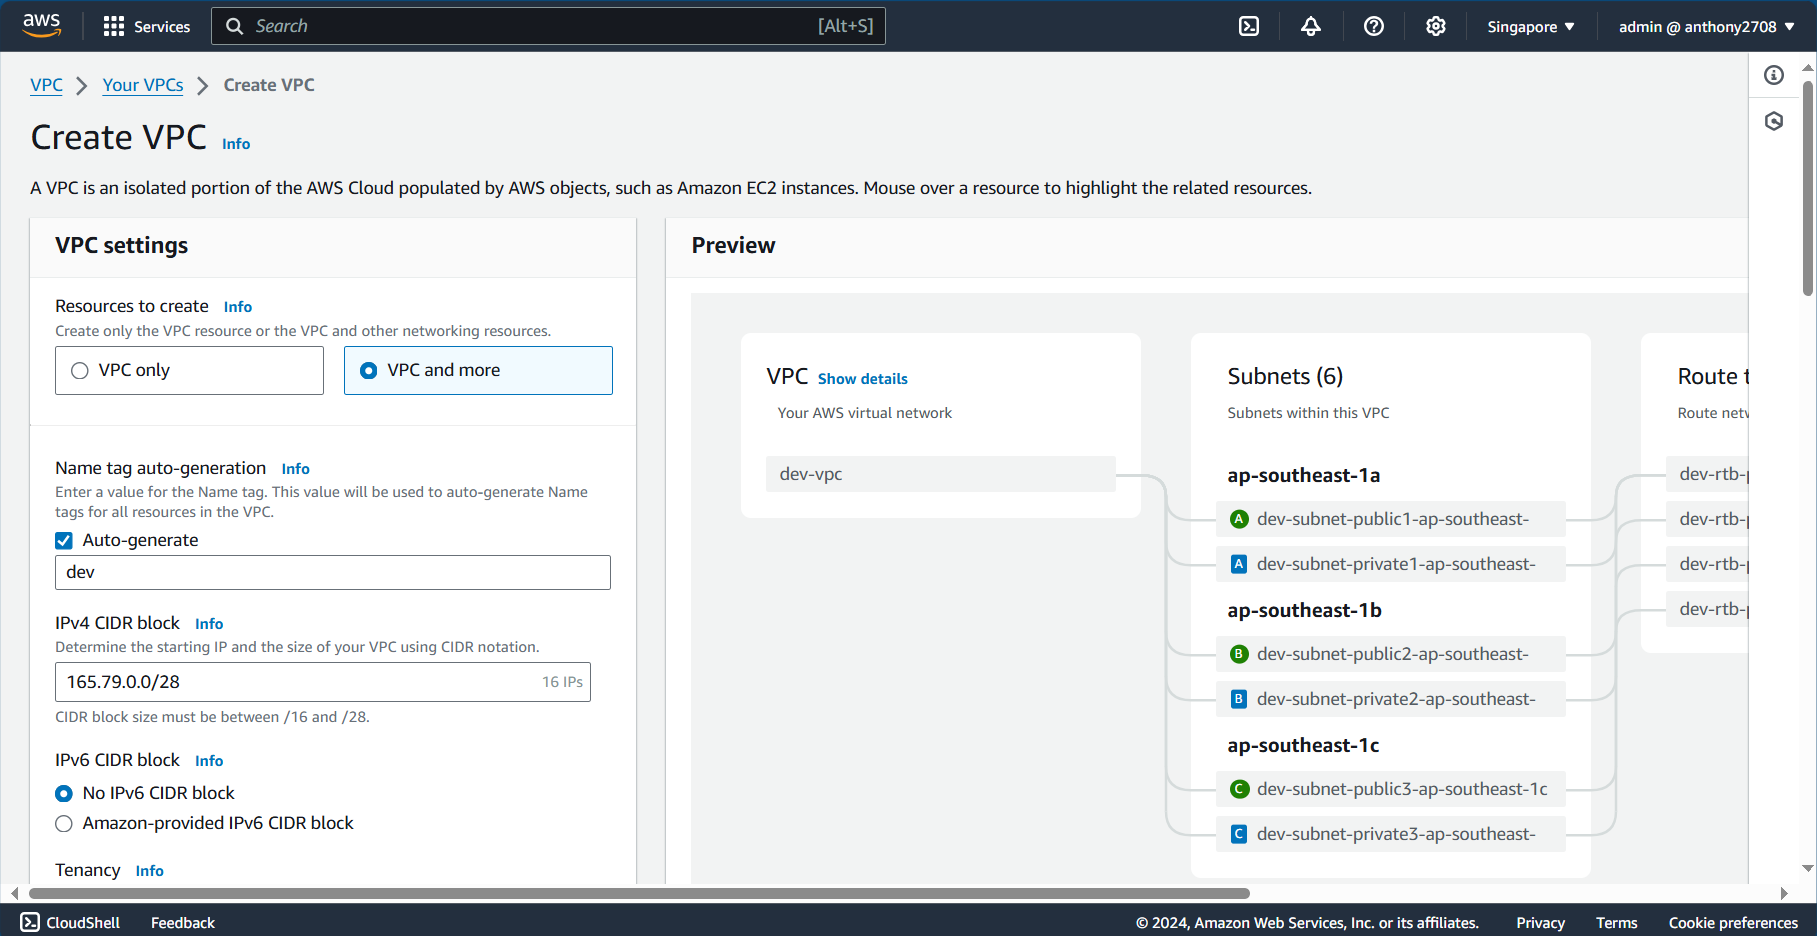 aws
Services
Search [Alt+S]
Singapore
admin @ anthony2708
VPC > Your VPCs > Create VPC
Create VPC Info
A VPC is an isolated portion of the AWS Cloud populated by AWS objects, such as Amazon EC2 instances. Mouse over a resource to highlight the related resources.
VPC settings
Resources to create Info
Create only the VPC resource or the VPC and other networking resources.
VPC only
VPC and more
Name tag auto-generation Info
Enter a value for the Name tag. This value will be used to auto-generate Name
tags for all resources in the VPC.
Auto-generate
dev
IPv4 CIDR block Info
Determine the starting IP and the size of your VPC using CIDR notation.
165.79.0.0/28 16 IPs
CIDR block size must be between /16 and /28.
IPv6 CIDR block Info
No IPv6 CIDR block
Amazon-provided IPv6 CIDR block
Tenancy Info
Preview
VPC Show details
Your AWS virtual network
dev-vpc
Subnets (6)
Subnets within this VPC
ap-southeast-1a
A dev-subnet-public1-ap-southeast-
A dev-subnet-private1-ap-southeast-
ap-southeast-1b
B dev-subnet-public2-ap-southeast-
B dev-subnet-private2-ap-southeast-
ap-southeast-1c
C dev-subnet-public3-ap-southeast-1c
C dev-subnet-private3-ap-southeast-
Route
Route
dev-rtb-
dev-rtb-
dev-rtb-
dev-rtb-
CloudShell
Feedback
© 2024, Amazon Web Services, Inc. or its affiliates.
Privacy
Terms
Cookie preferences